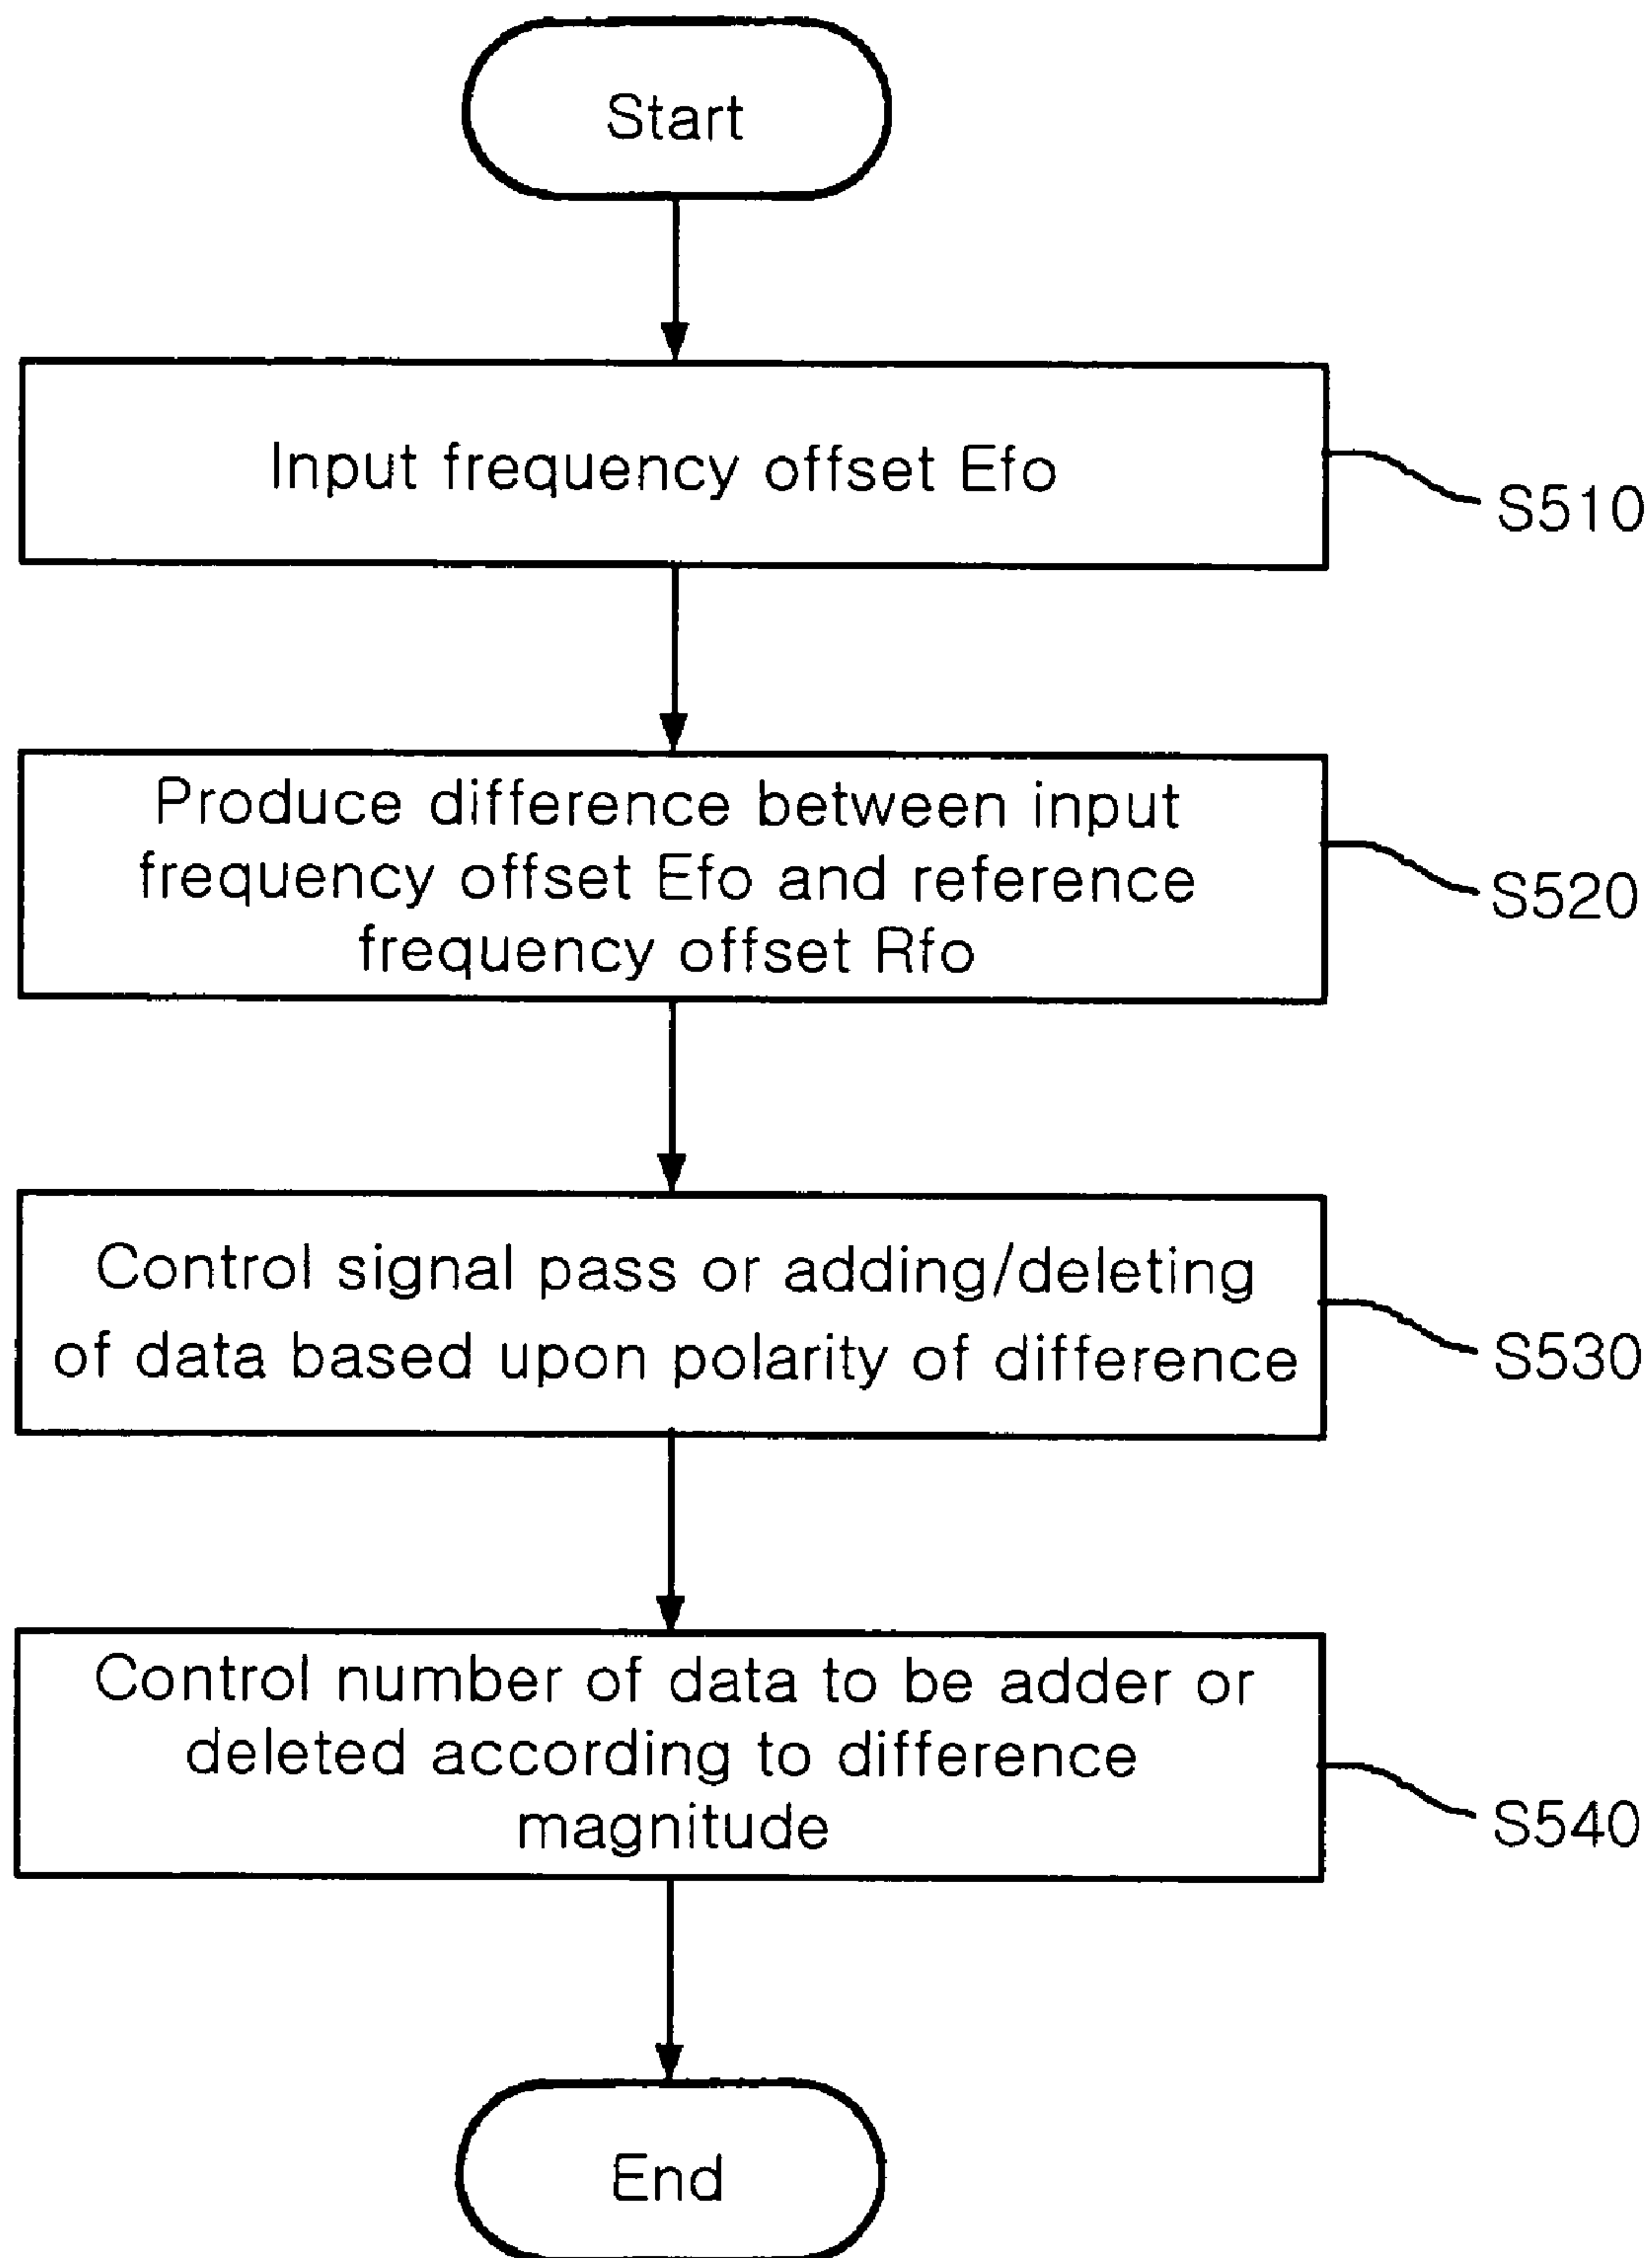 Start
Input frequency offset Efo
S510
Produce difference between input
frequency offset Efo and reference
frequency offset Rfo
S520
Control signal pass or adding/deleting
of data based upon polarity of difference
S530
Control number of data to be adder or
deleted according to difference
magnitude
S540
End